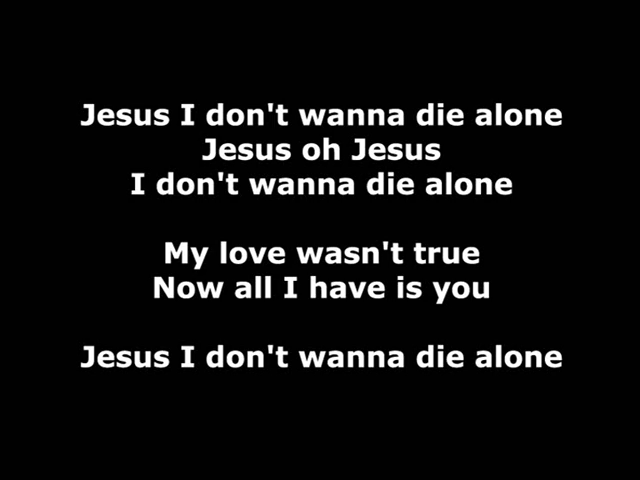 Jesus I don't wanna die alone
Jesus oh Jesus
I don't wanna die alone
My love wasn't true
Now all I have is you
Jesus I don't wanna die alone